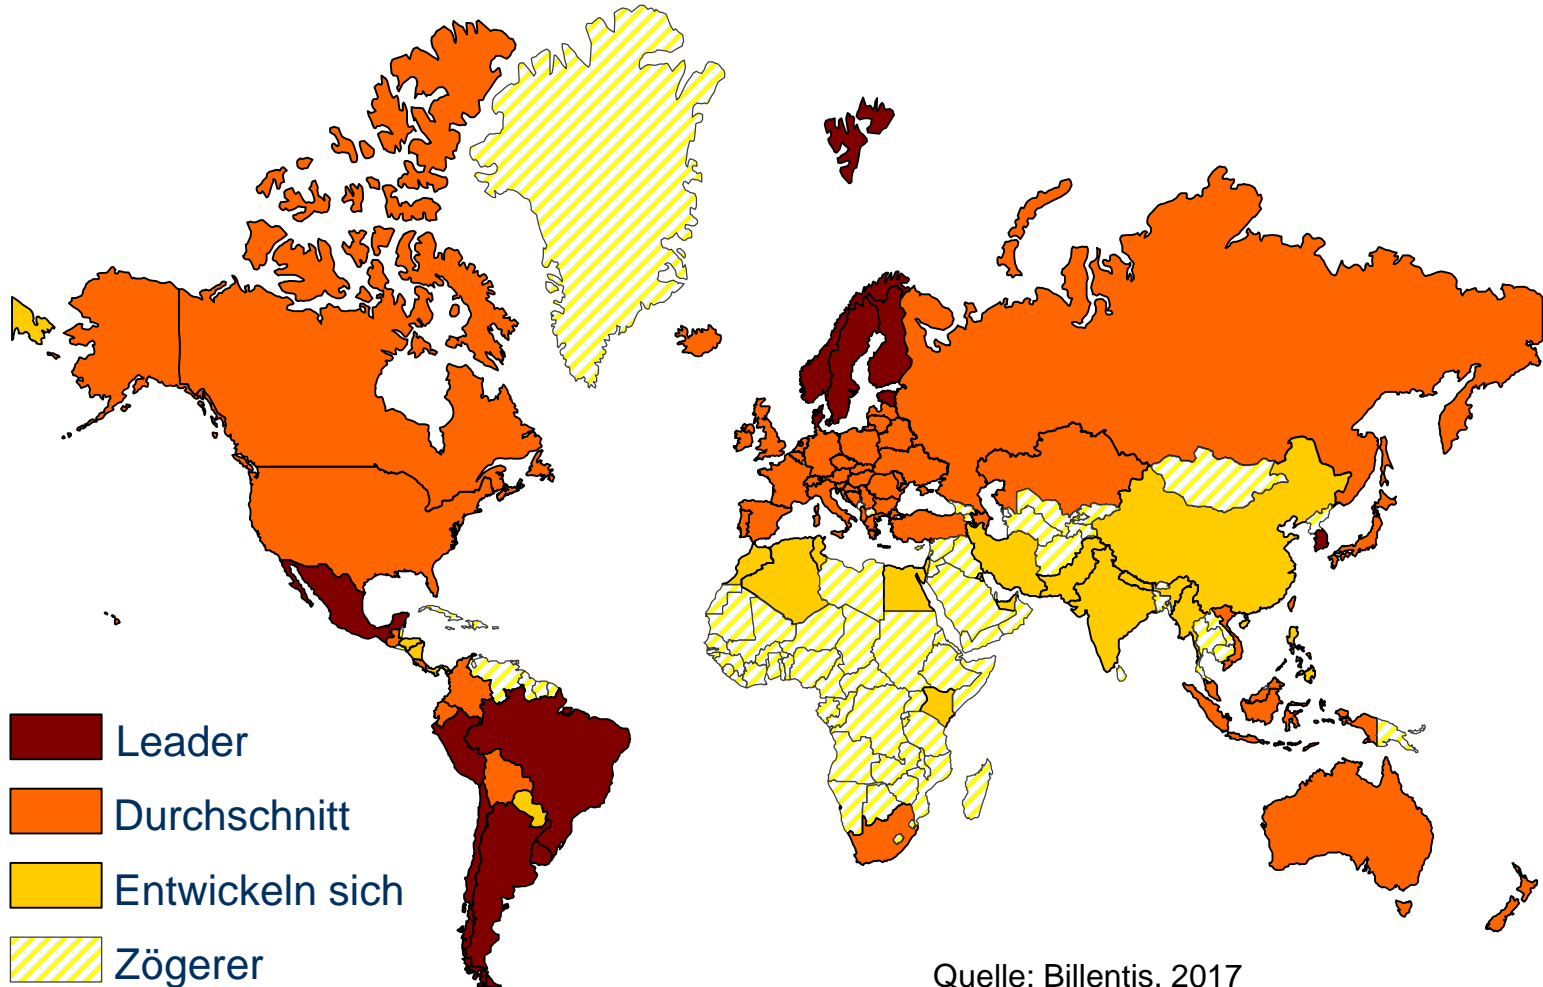 Leader
Durchschnitt
Entwickeln sich
Zögerer
Quelle: Billentis, 2017